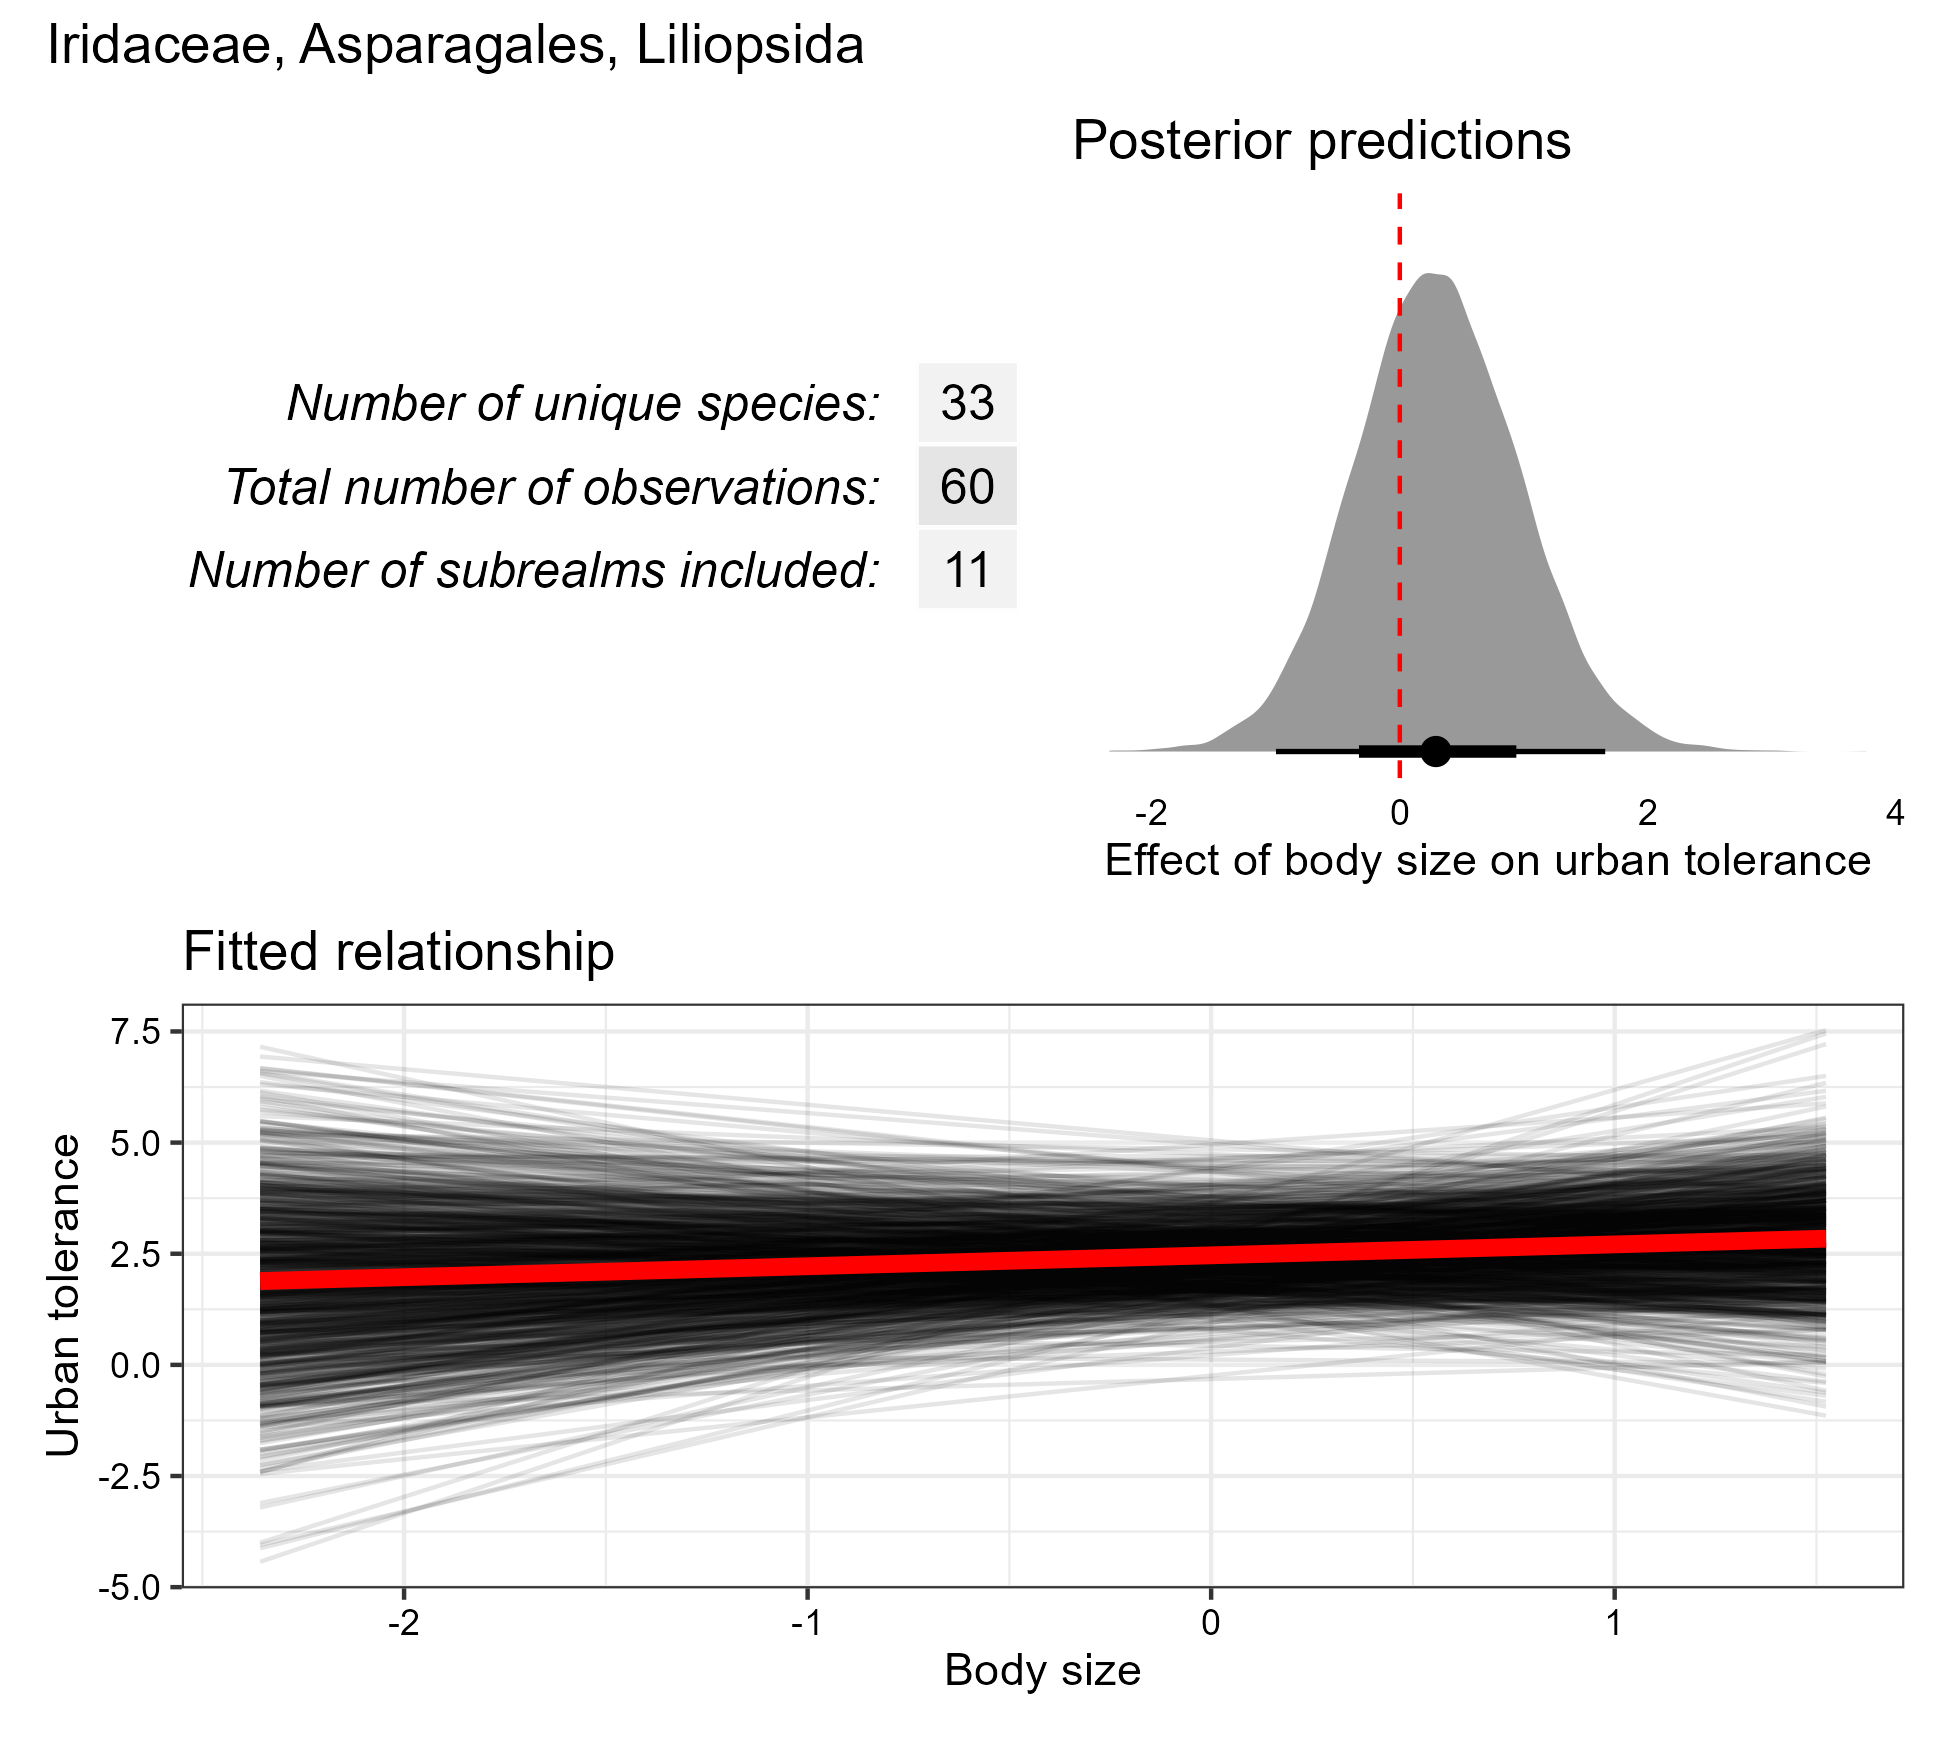 Iridaceae, Asparagales, Liliopsida
Posterior predictions
Number of unique species: 33
Total number of observations: 60
Number of subrealms included: 11
-2 0 2 4
Effect of body size on urban tolerance
Fitted relationship
7.5
5.0
2.5
0.0
-2.5
-5.0
Urban tolerance
-2 -1 0 1
Body size